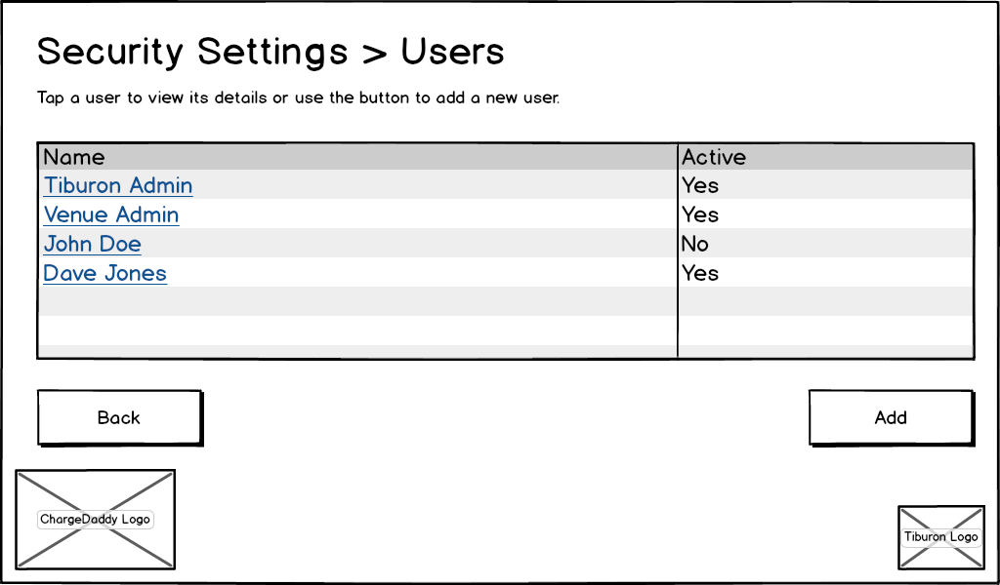 Security Settings > Users
Tap a user to view its details or use the button to add a new user.
Name Active
Tiburon Admin Yes
Venue Admin Yes
John Doe No
Dave Jones Yes
Back Add
ChargeDaddy Logo
Tiburon Logo